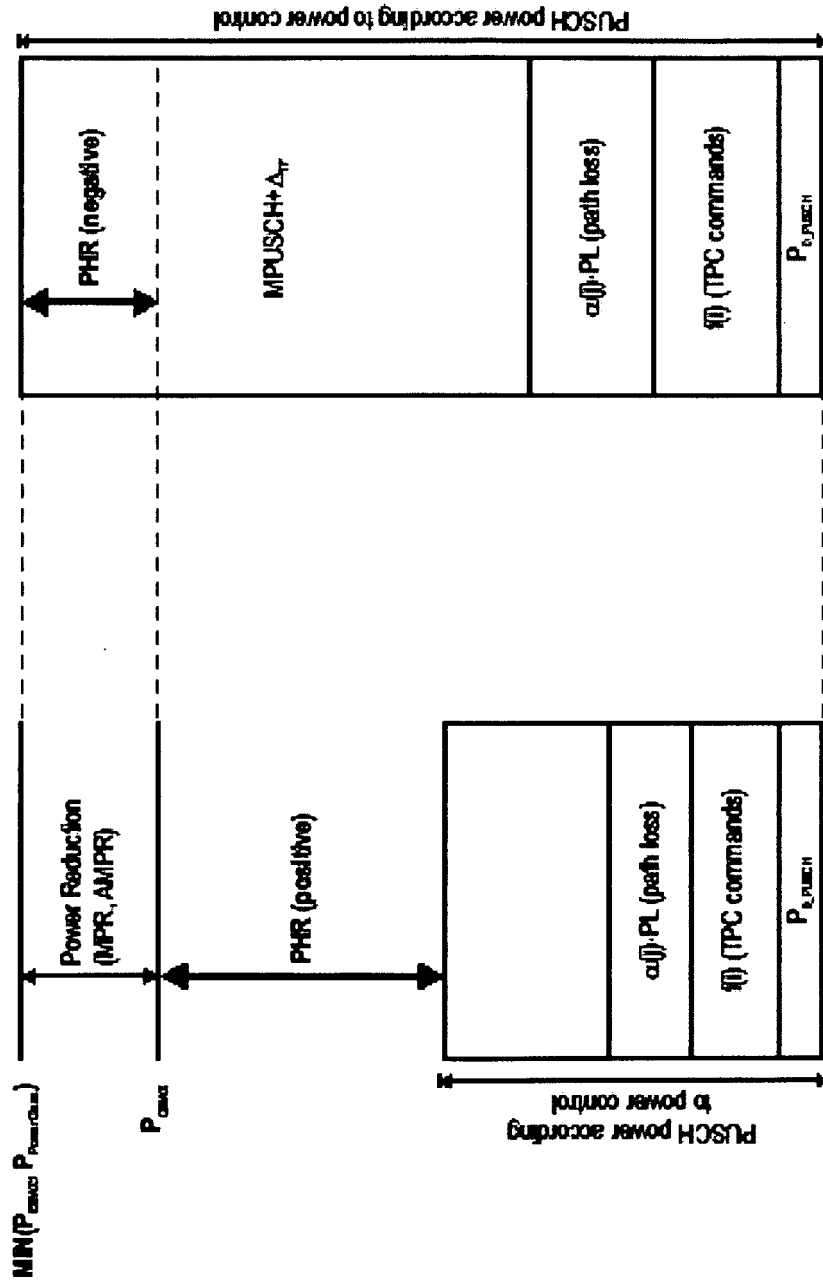 MIN(P_EMAX, P_PowerClass)
Power Reduction
(MPR, AMPR)
P_CMAX
PHR (positive)
PUSCH power according
to power control
α(j)·PL (path loss)
f(i) (TPC commands)
P_0_PUSCH
PHR (negative)
MPUSCH+Δ_TF
α(j)·PL (path loss)
f(i) (TPC commands)
P_0_PUSCH
PUSCH power according to power control